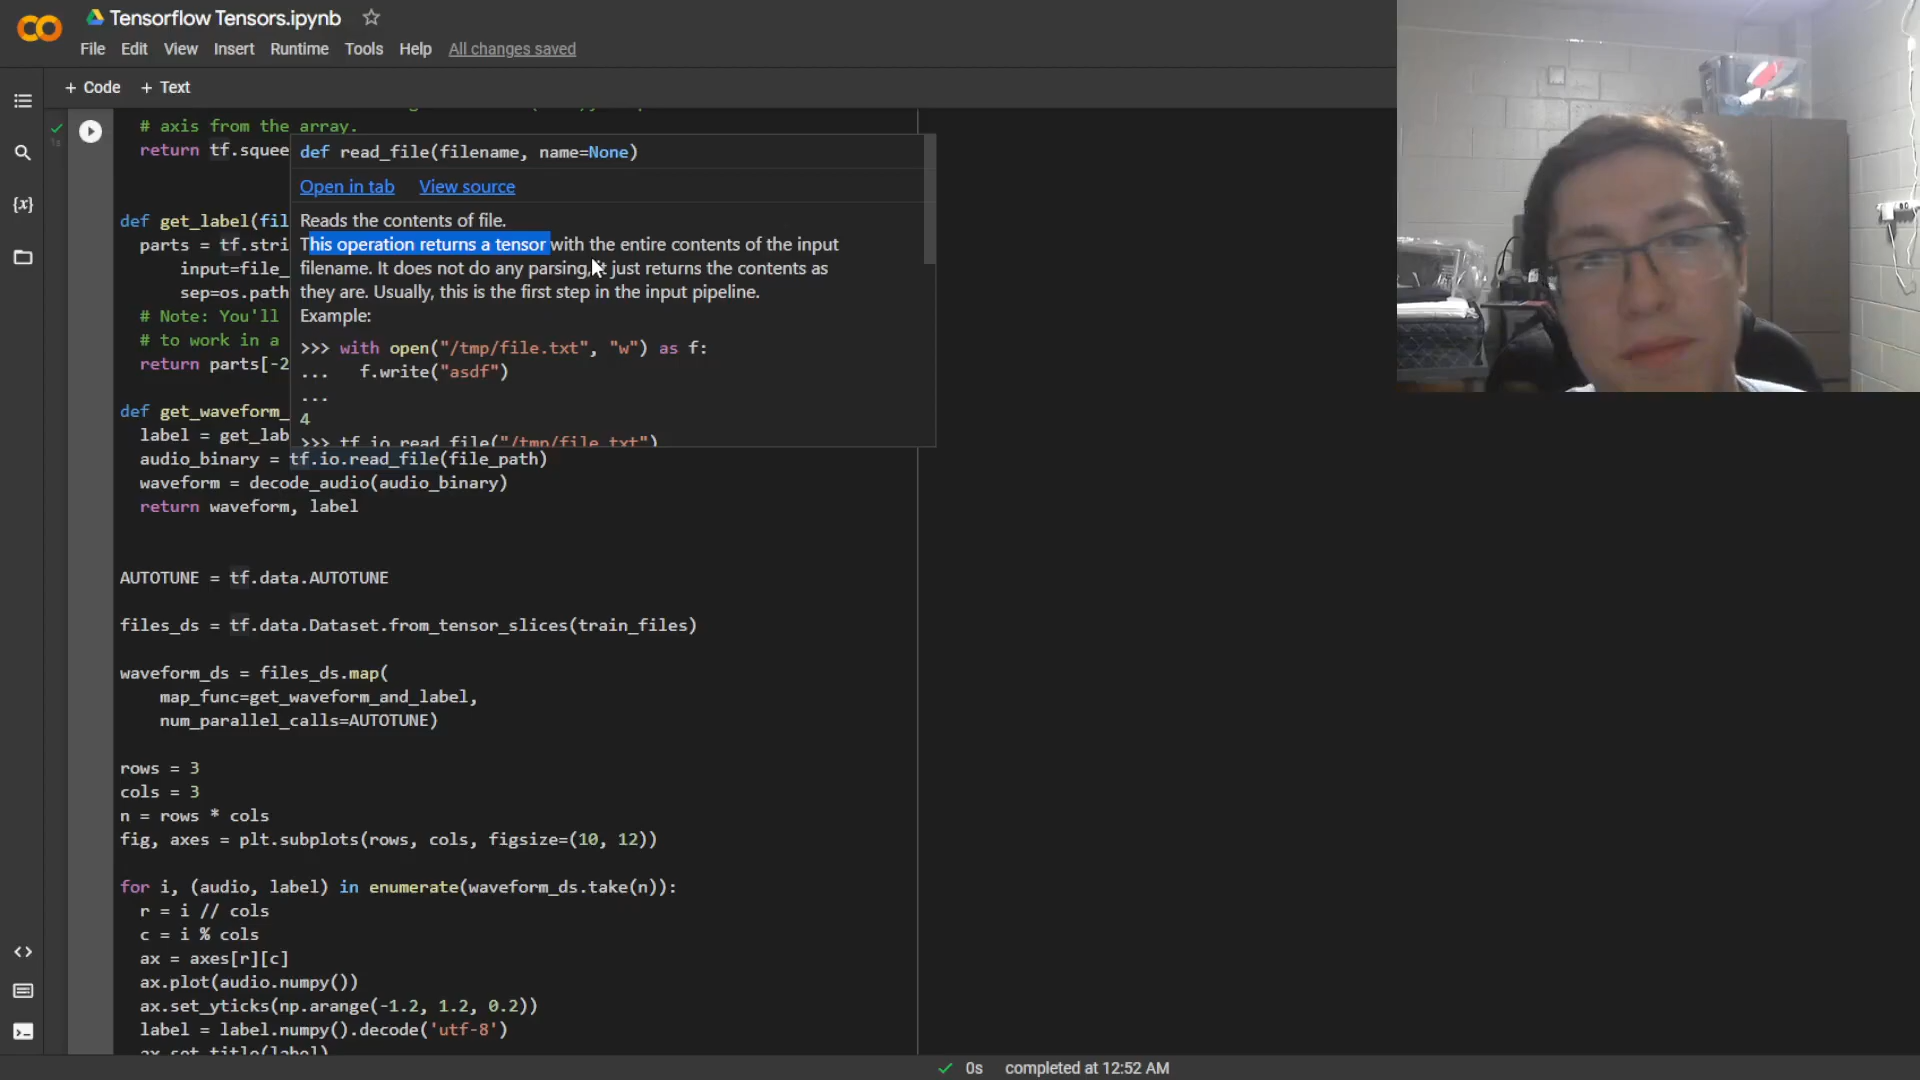 Tensorflow Tensors.ipynb
File Edit View Insert Runtime Tools Help All changes saved
+ Code + Text
# axis from the array.
return tf.squee
def read_file(filename, name=None)
Open in tab View source
Reads the contents of file.
This operation returns a tensor with the entire contents of the input
filename. It does not do any parsing, it just returns the contents as
they are. Usually, this is the first step in the input pipeline.
Example:
>>> with open("/tmp/file.txt", "w") as f:
... f.write("asdf")
...
4
>>> tf.io.read_file("/tmp/file.txt")
def get_label(fil
parts = tf.stri
input=file_
sep=os.path
# Note: You'll
# to work in a
return parts[-2
def get_waveform_
label = get_lab
audio_binary = tf.io.read_file(file_path)
waveform = decode_audio(audio_binary)
return waveform, label
AUTOTUNE = tf.data.AUTOTUNE
files_ds = tf.data.Dataset.from_tensor_slices(train_files)
waveform_ds = files_ds.map(
map_func=get_waveform_and_label,
num_parallel_calls=AUTOTUNE)
rows = 3
cols = 3
n = rows * cols
fig, axes = plt.subplots(rows, cols, figsize=(10, 12))
for i, (audio, label) in enumerate(waveform_ds.take(n)):
r = i // cols
c = i % cols
ax = axes[r][c]
ax.plot(audio.numpy())
ax.set_yticks(np.arange(-1.2, 1.2, 0.2))
label = label.numpy().decode('utf-8')
ax.set_title(label)
0s completed at 12:52 AM